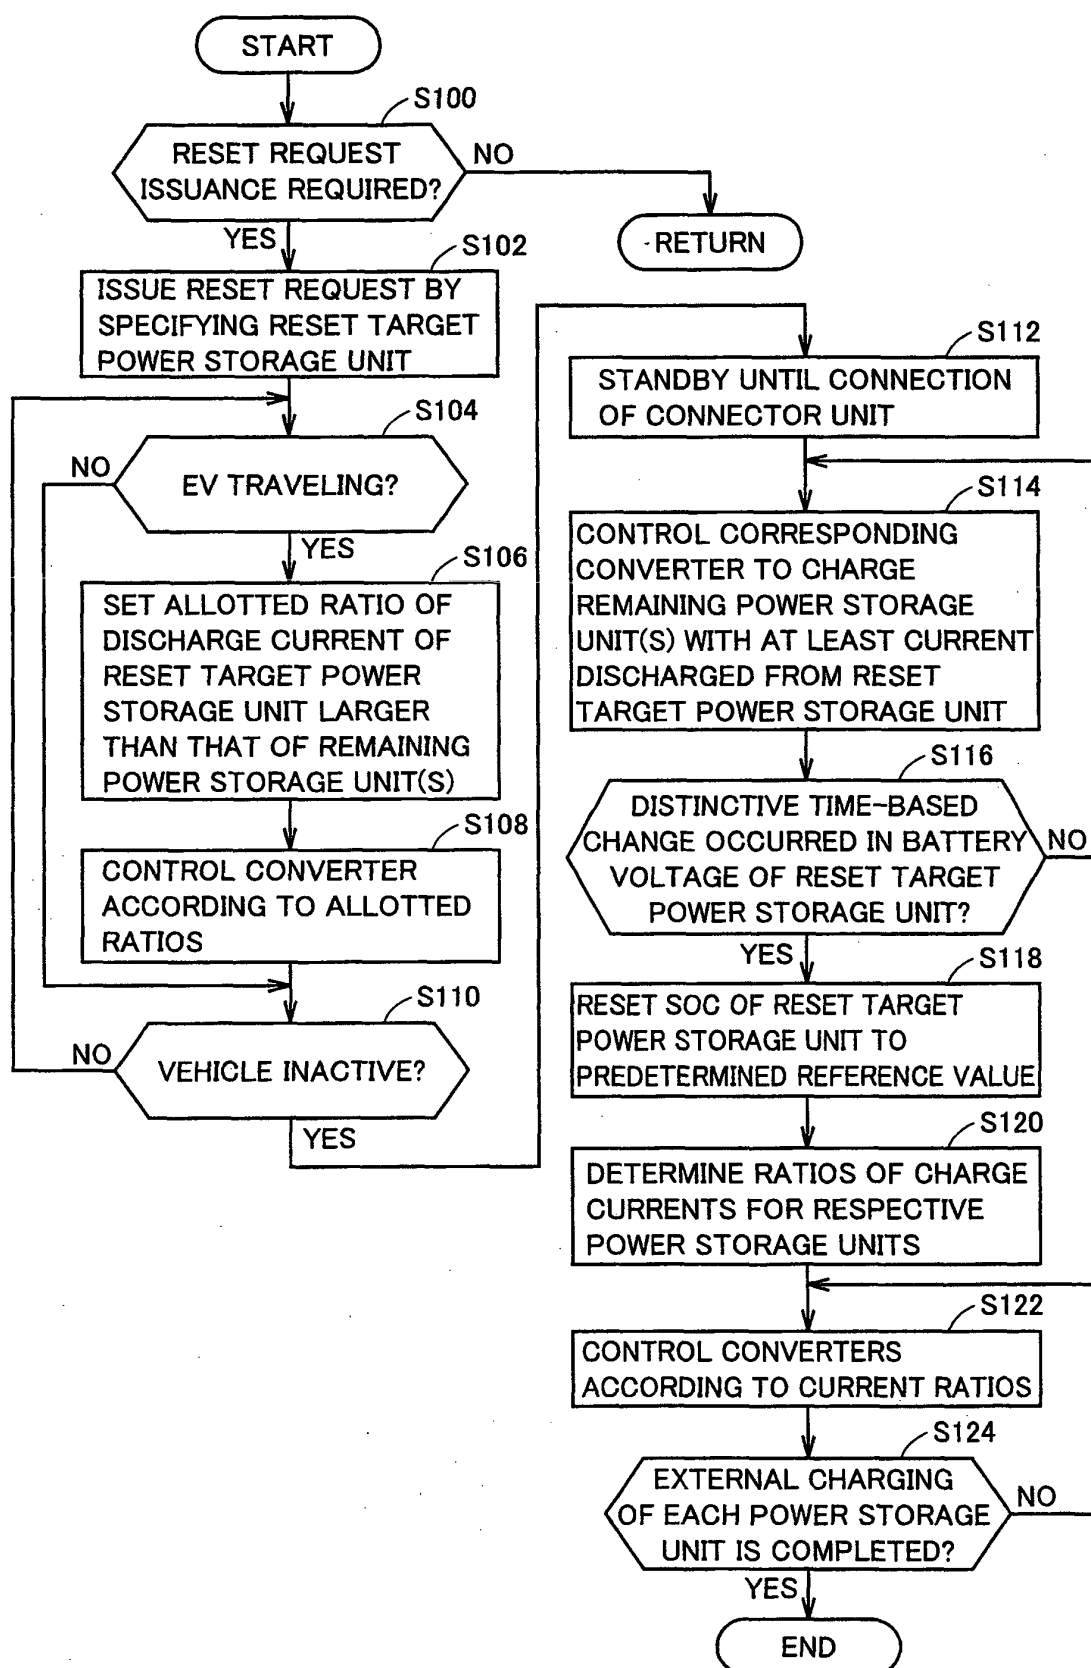 START
S100
RESET REQUEST
ISSUANCE REQUIRED?
NO
RETURN
YES
S102
ISSUE RESET REQUEST BY
SPECIFYING RESET TARGET
POWER STORAGE UNIT
S104
NO
EV TRAVELING?
YES
S106
SET ALLOTTED RATIO OF
DISCHARGE CURRENT OF
RESET TARGET POWER
STORAGE UNIT LARGER
THAN THAT OF REMAINING
POWER STORAGE UNIT(S)
S108
CONTROL CONVERTER
ACCORDING TO ALLOTTED
RATIOS
S110
NO
VEHICLE INACTIVE?
YES
S112
STANDBY UNTIL CONNECTION
OF CONNECTOR UNIT
S114
CONTROL CORRESPONDING
CONVERTER TO CHARGE
REMAINING POWER STORAGE
UNIT(S) WITH AT LEAST CURRENT
DISCHARGED FROM RESET
TARGET POWER STORAGE UNIT
S116
DISTINCTIVE TIME-BASED
CHANGE OCCURRED IN BATTERY
VOLTAGE OF RESET TARGET
POWER STORAGE UNIT?
NO
YES
S118
RESET SOC OF RESET TARGET
POWER STORAGE UNIT TO
PREDETERMINED REFERENCE VALUE
S120
DETERMINE RATIOS OF CHARGE
CURRENTS FOR RESPECTIVE
POWER STORAGE UNITS
S122
CONTROL CONVERTERS
ACCORDING TO CURRENT RATIOS
S124
EXTERNAL CHARGING
OF EACH POWER STORAGE
UNIT IS COMPLETED?
NO
YES
END